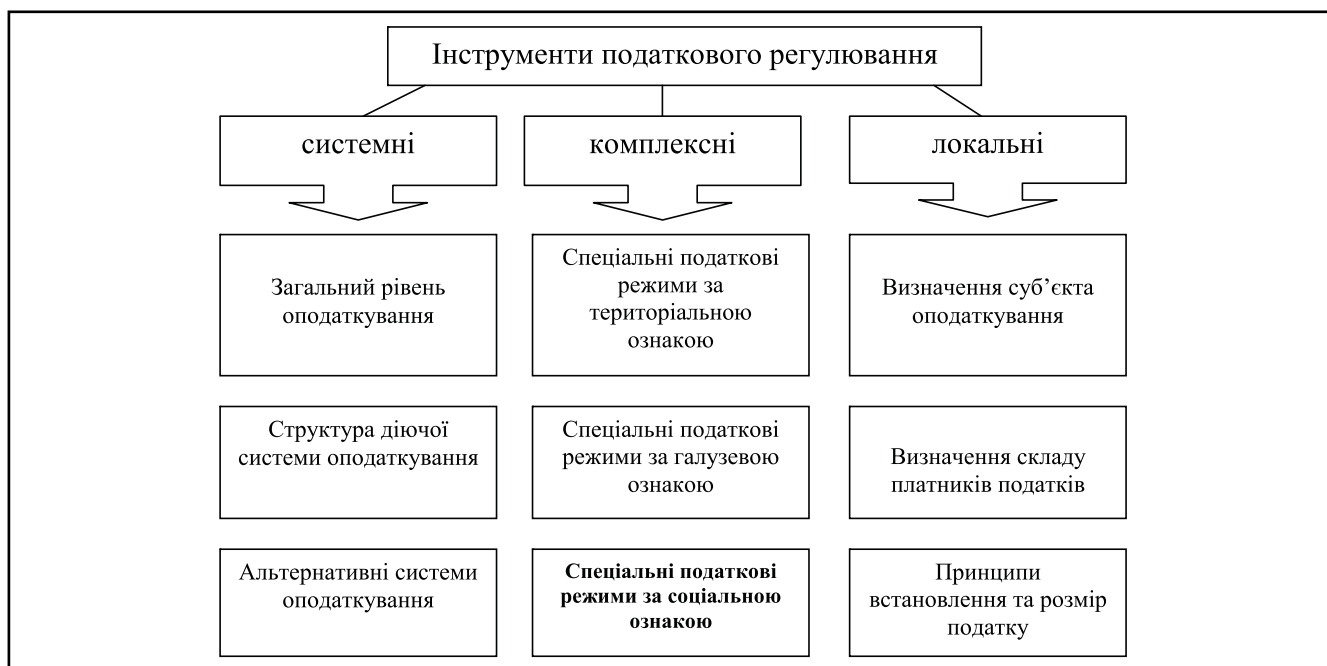 Інструменти податкового регулювання
системні
комплексні
локальні
Загальний рівень
оподаткування
Спеціальні податкові
режими за
територіальною
ознакою
Визначення суб’єкта
оподаткування
Структура діючої
системи оподаткування
Спеціальні податкові
режими за галузевою
ознакою
Визначення складу
платників податків
Альтернативні системи
оподаткування
Спеціальні податкові
режими за соціальною
ознакою
Принципи
встановлення та розмір
податку